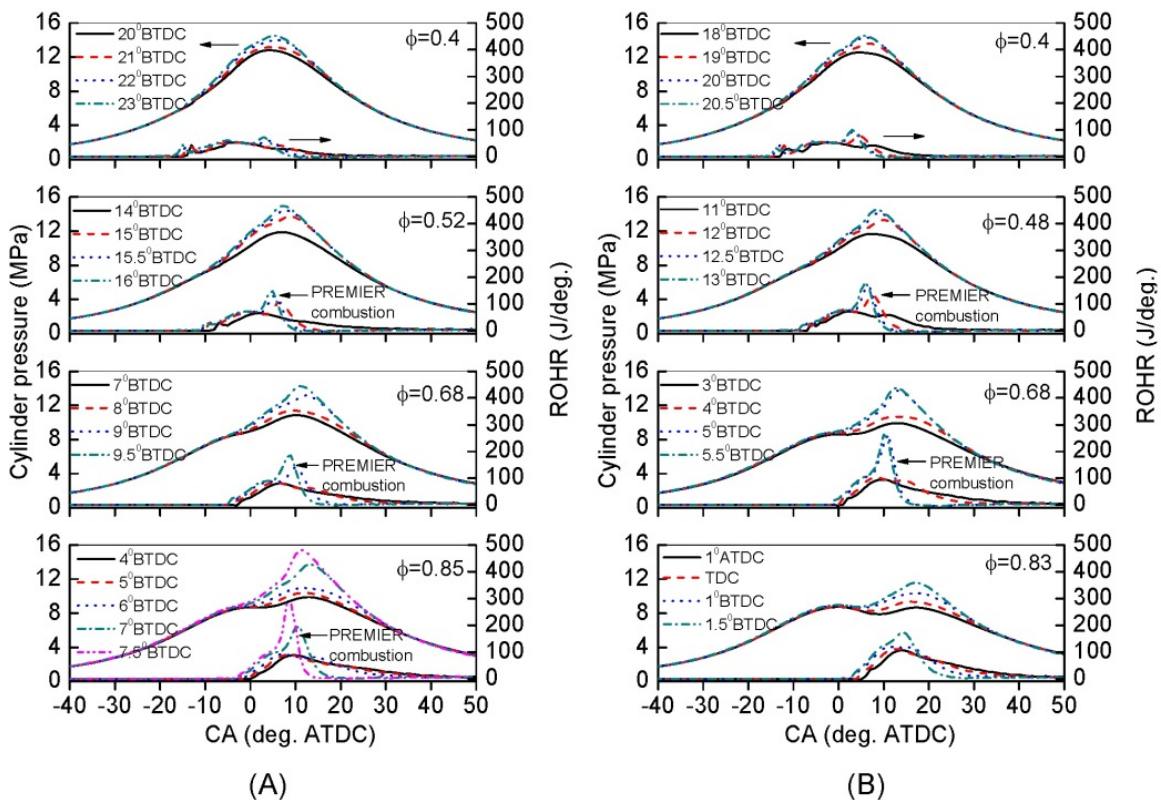 16
12
8
4
0
20⁰BTDC
21⁰BTDC
22⁰BTDC
23⁰BTDC
ϕ=0.4
500
400
300
200
100
0
16
12
8
4
0
14⁰BTDC
15⁰BTDC
15.5⁰BTDC
16⁰BTDC
ϕ=0.52
PREMIER
combustion
500
400
300
200
100
0
16
12
8
4
0
7⁰BTDC
8⁰BTDC
9⁰BTDC
9.5⁰BTDC
ϕ=0.68
PREMIER
combustion
500
400
300
200
100
0
16
12
8
4
0
4⁰BTDC
5⁰BTDC
6⁰BTDC
7⁰BTDC
7.5⁰BTDC
ϕ=0.85
PREMIER
combustion
500
400
300
200
100
0
-40 -30 -20 -10 0 10 20 30 40 50
CA (deg. ATDC)
Cylinder pressure (MPa)
ROHR (J/deg.)
(A)
16
12
8
4
0
18⁰BTDC
19⁰BTDC
20⁰BTDC
20.5⁰BTDC
ϕ=0.4
500
400
300
200
100
0
16
12
8
4
0
11⁰BTDC
12⁰BTDC
12.5⁰BTDC
13⁰BTDC
ϕ=0.48
PREMIER
combustion
500
400
300
200
100
0
16
12
8
4
0
3⁰BTDC
4⁰BTDC
5⁰BTDC
5.5⁰BTDC
ϕ=0.68
PREMIER
combustion
500
400
300
200
100
0
16
12
8
4
0
1⁰ATDC
TDC
1⁰BTDC
1.5⁰BTDC
ϕ=0.83
500
400
300
200
100
0
-40 -30 -20 -10 0 10 20 30 40 50
CA (deg. ATDC)
Cylinder pressure (MPa)
ROHR (J/deg.)
(B)